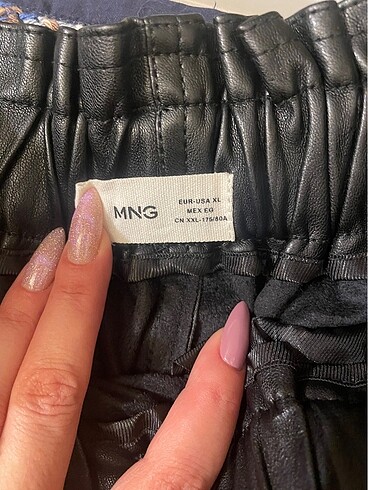 MNG
EUR-USA XL
MEX EG
CN XXL-175/80A